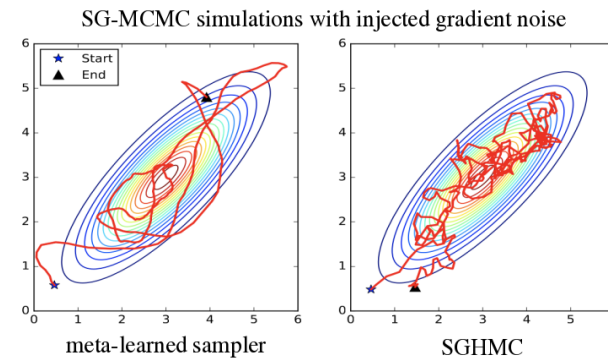 SG-MCMC simulations with injected gradient noise
6
5
4
3
2
1
0
Start
End
0 1 2 3 4 5 6
meta-learned sampler
6
5
4
3
2
1
0
0 1 2 3 4 5
SGHMC